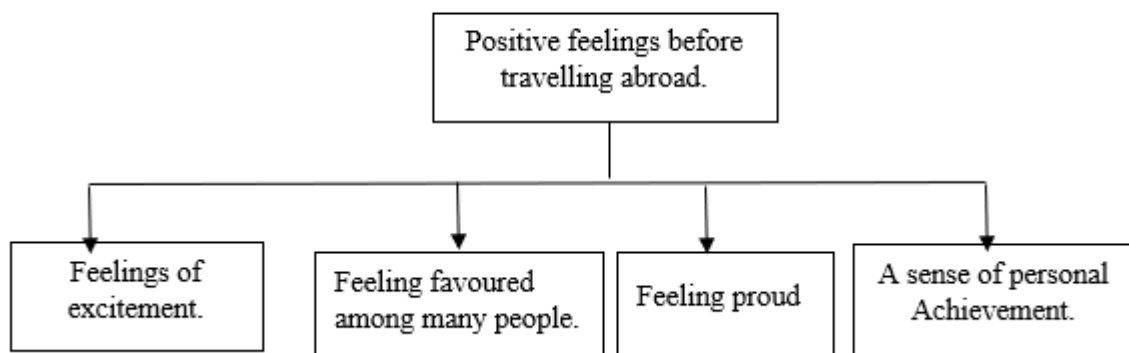 Positive feelings before
travelling abroad.
Feelings of
excitement.
Feeling favoured
among many people.
Feeling proud
A sense of personal
Achievement.